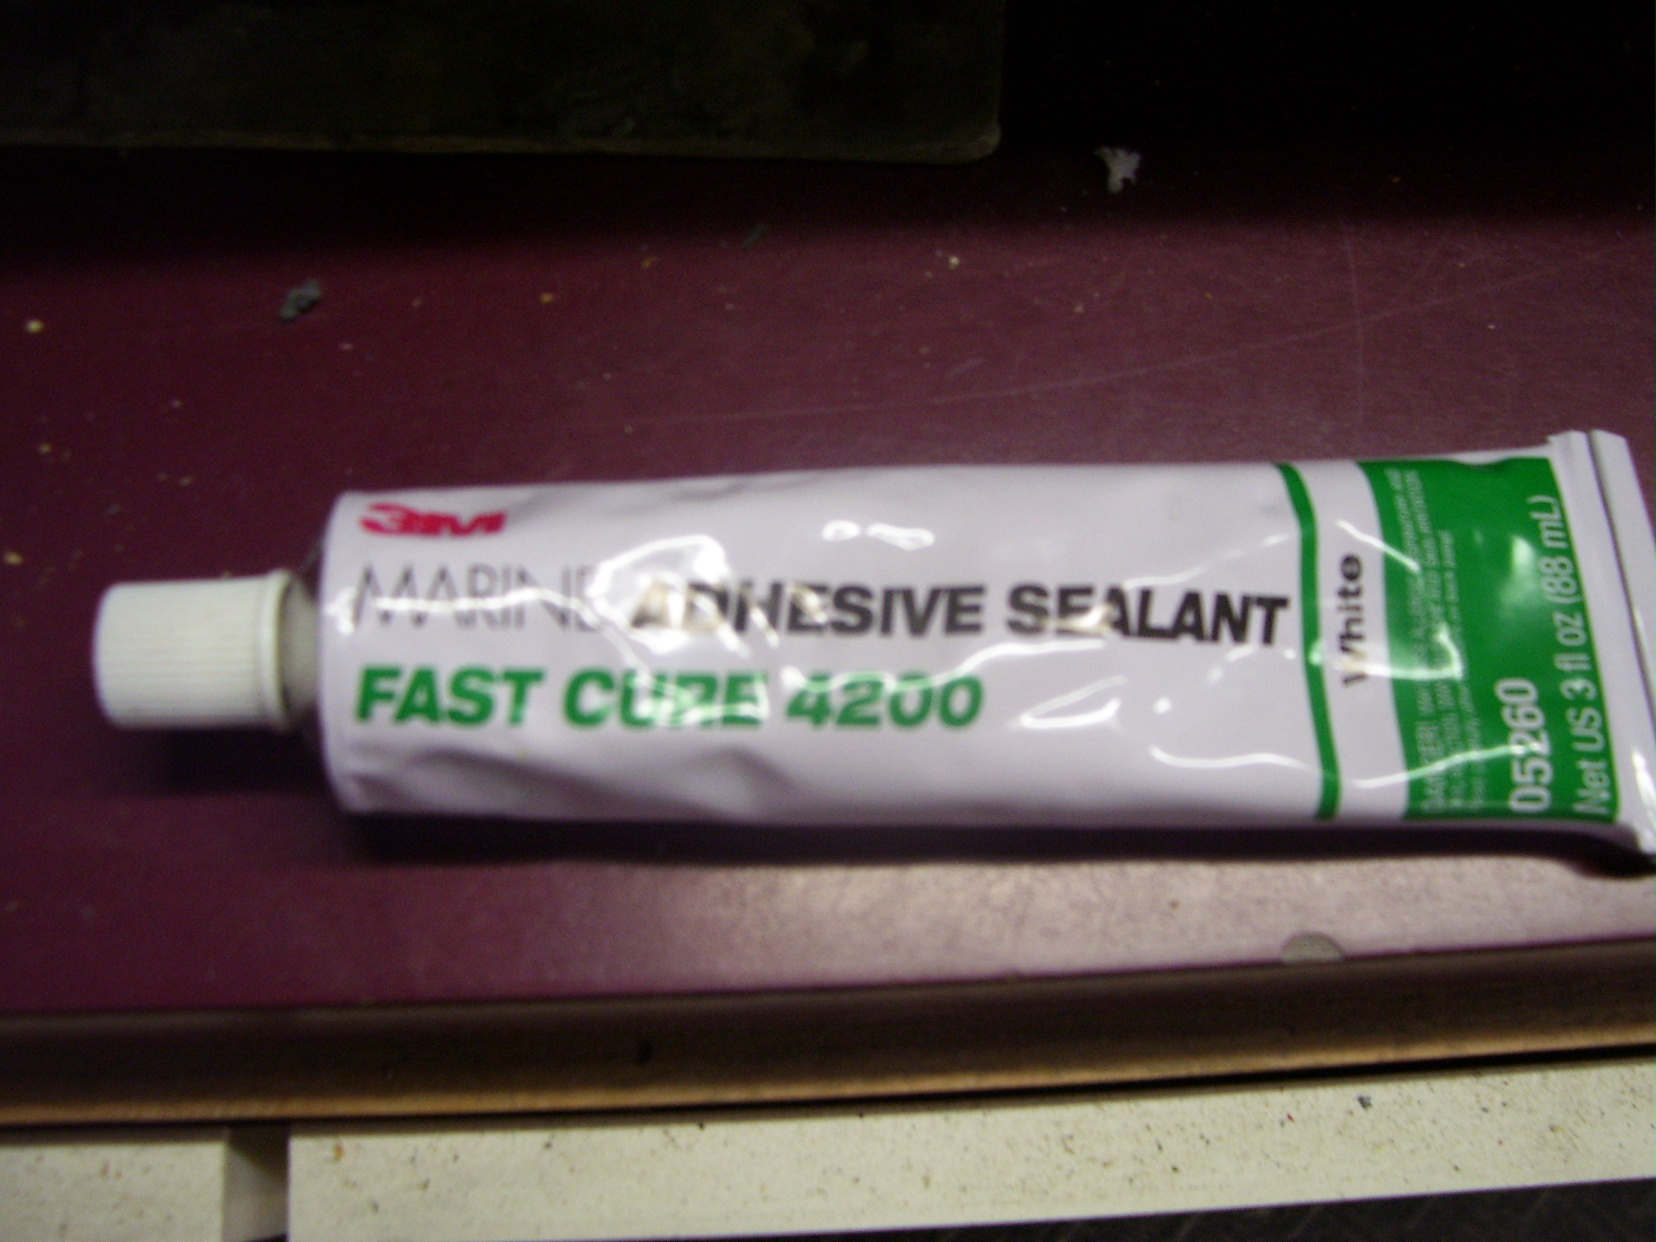 3M
MARINE ADHESIVE SEALANT
FAST CURE 4200
White
05260
Net US 3 fl oz (88 mL)